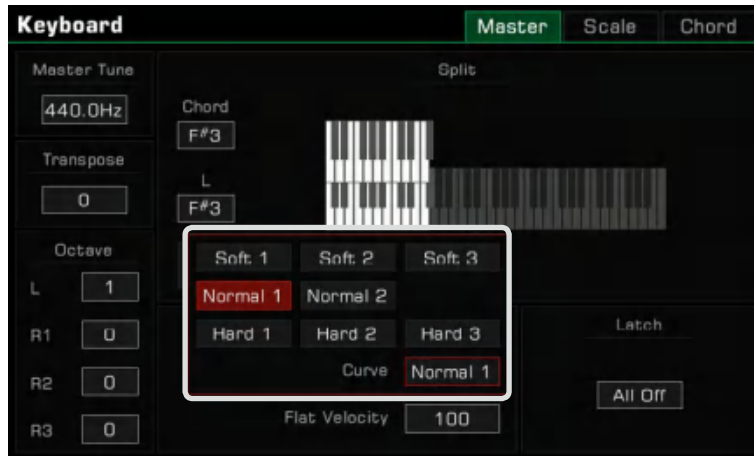 Keyboard
Master Scale Chord
Master Tune
440.0Hz
Transpose
0
Octave
L 1
R1 0
R2 0
R3 0
Split
Chord
F#3
L
F#3
Soft 1 Soft 2 Soft 3
Normal 1 Normal 2
Hard 1 Hard 2 Hard 3
Curve Normal 1
Flat Velocity 100
Latch
All Off